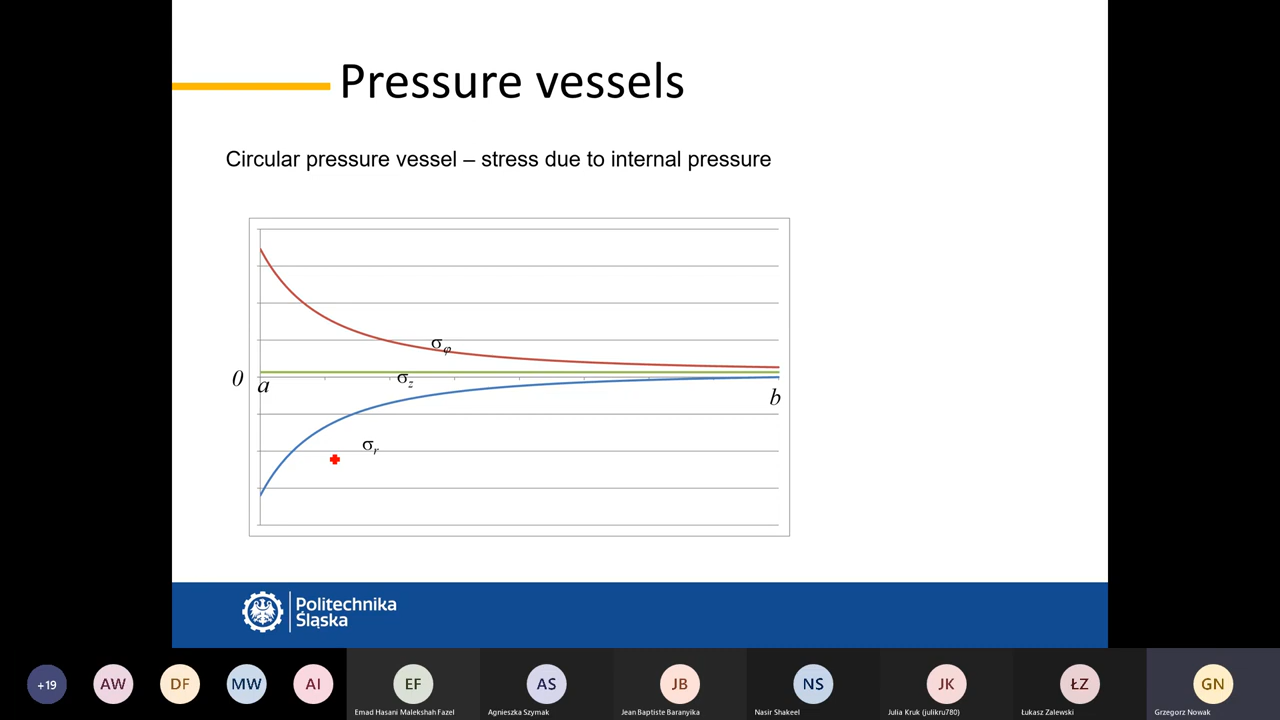 Pressure vessels
Circular pressure vessel – stress due to internal pressure
σφ
0
a
σz
b
σr
Politechnika
Śląska
+19
AW
DF
MW
AI
EF
AS
JB
NS
JK
ŁZ
GN
Emad Hasani Malekshah Fazel
Agnieszka Szymak
Jean Baptiste Baranyika
Nasir Shakeel
Julia Kruk (julikru780)
Łukasz Zalewski
Grzegorz Nowak